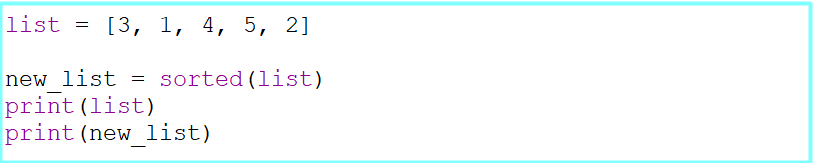 list = [3, 1, 4, 5, 2]
new_list = sorted(list)
print(list)
print(new_list)